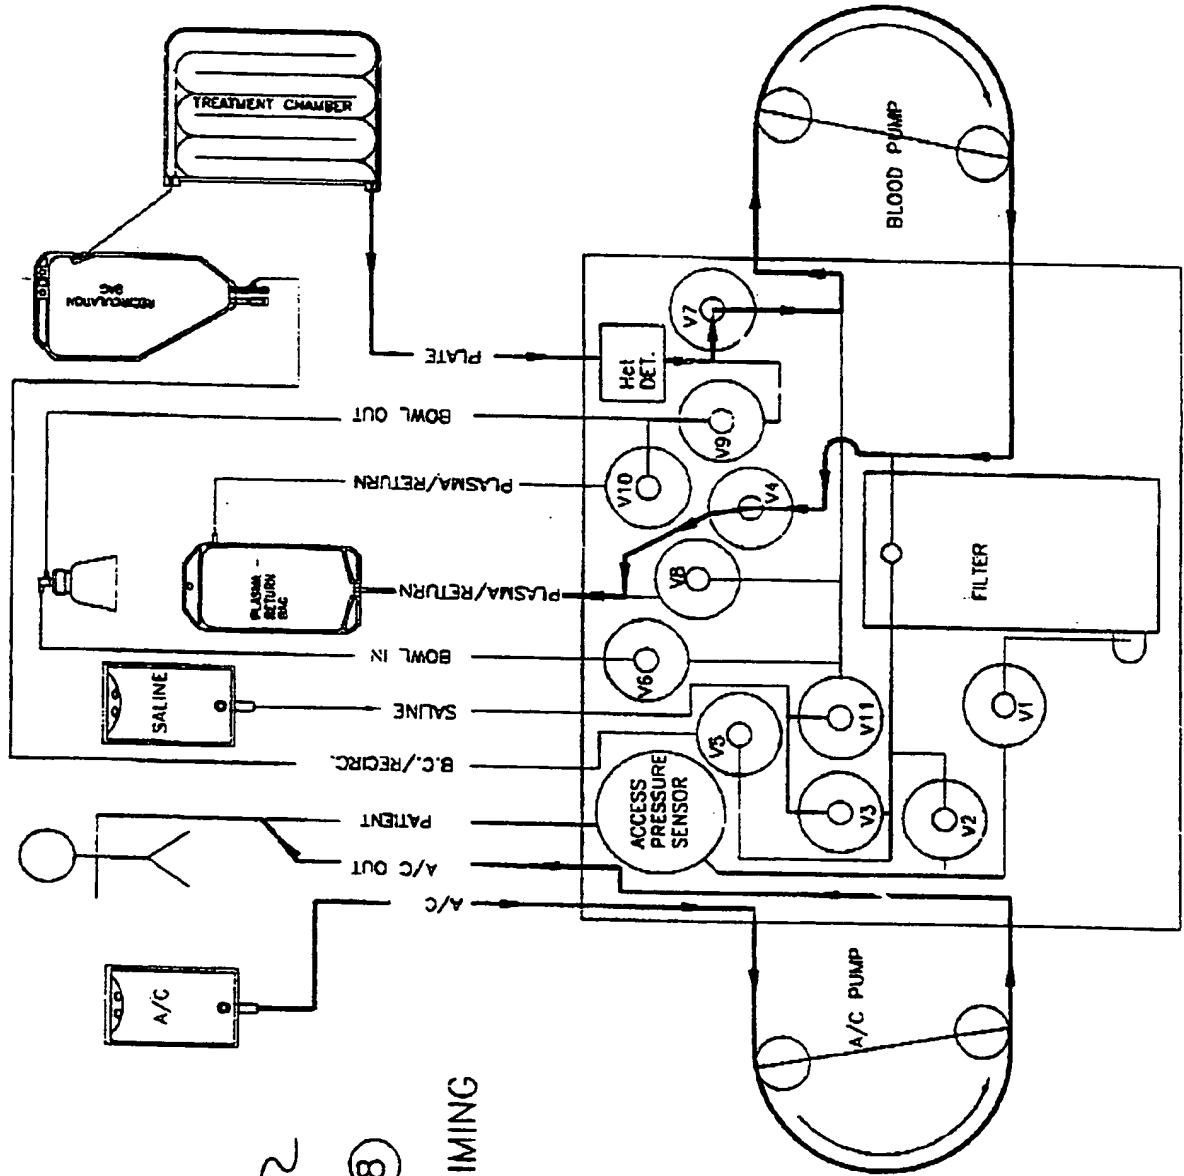 TREATMENT CHAMBER
RECIRCULATION
BAG
BLOOD PUMP
PLATE
Hct
DET.
V7
BOWL OUT
V9
PLASMA/RETURN
V10
V4
PLASMA -
RETURN
BAG
PLASMA/RETURN
V8
FILTER
BOWL IN
V6
SALINE
SALINE
V11
V1
B.C./RECIRC.
V5
ACCESS
PRESSURE
SENSOR
V3
V2
PATIENT
A/C OUT
A/C
A/C
A/C PUMP
8
IMING